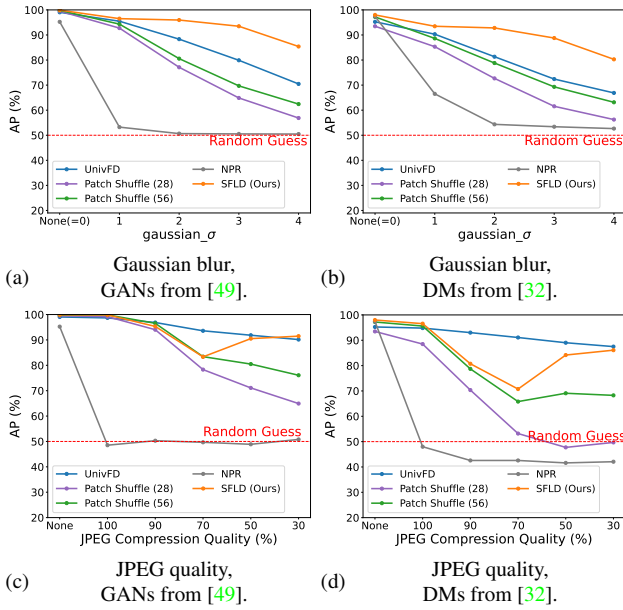 100
90
80
70
60
50
40
30
20
AP (%)
Random Guess
UnivFD
Patch Shuffle (28)
Patch Shuffle (56)
NPR
SFLD (Ours)
None(=0) 1 2 3 4
gaussian_σ
(a) Gaussian blur,
GANs from [49].
100
90
80
70
60
50
40
30
20
AP (%)
Random Guess
UnivFD
Patch Shuffle (28)
Patch Shuffle (56)
NPR
SFLD (Ours)
None(=0) 1 2 3 4
gaussian_σ
(b) Gaussian blur,
DMs from [32].
100
90
80
70
60
50
40
30
20
AP (%)
Random Guess
UnivFD
Patch Shuffle (28)
Patch Shuffle (56)
NPR
SFLD (Ours)
None 100 90 70 50 30
JPEG Compression Quality (%)
(c) JPEG quality,
GANs from [49].
100
90
80
70
60
50
40
30
20
AP (%)
Random Guess
UnivFD
Patch Shuffle (28)
Patch Shuffle (56)
NPR
SFLD (Ours)
None 100 90 70 50 30
JPEG Compression Quality (%)
(d) JPEG quality,
DMs from [32].